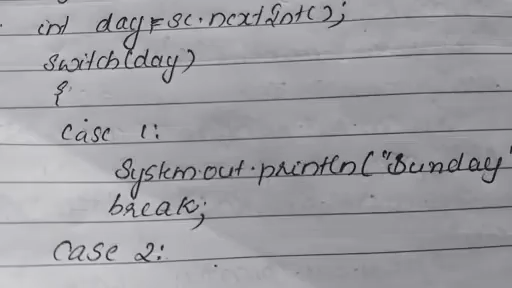 int day = sc.nextInt();
switch(day)
{
case 1:
System.out.println("Sunday"
break;
case 2: